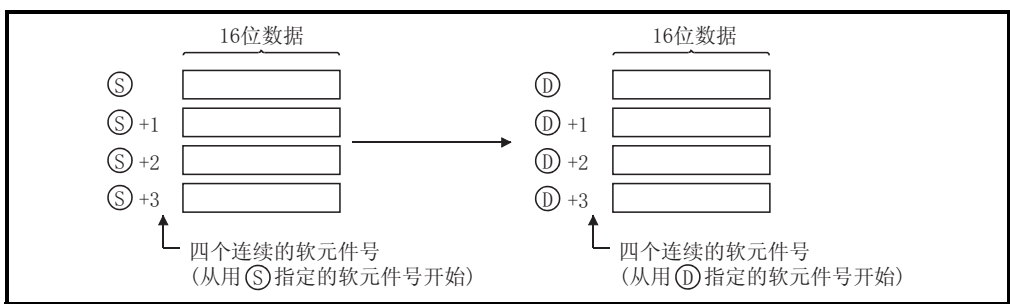 16位数据
Ⓢ
Ⓢ +1
Ⓢ +2
Ⓢ +3
四个连续的软元件号
(从用Ⓢ指定的软元件号开始)
16位数据
Ⓓ
Ⓓ +1
Ⓓ +2
Ⓓ +3
四个连续的软元件号
(从用Ⓓ指定的软元件号开始)